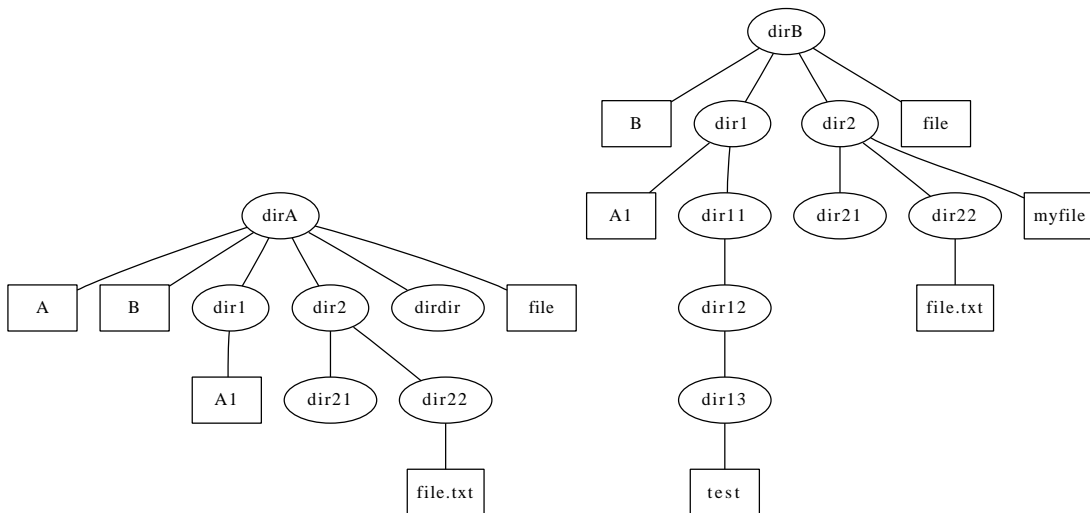 dirB
B
dir1
dir2
file
A1
dir11
dir21
dir22
myfile
dir12
file.txt
dir13
test
dirA
A
B
dir1
dir2
dirdir
file
A1
dir21
dir22
file.txt